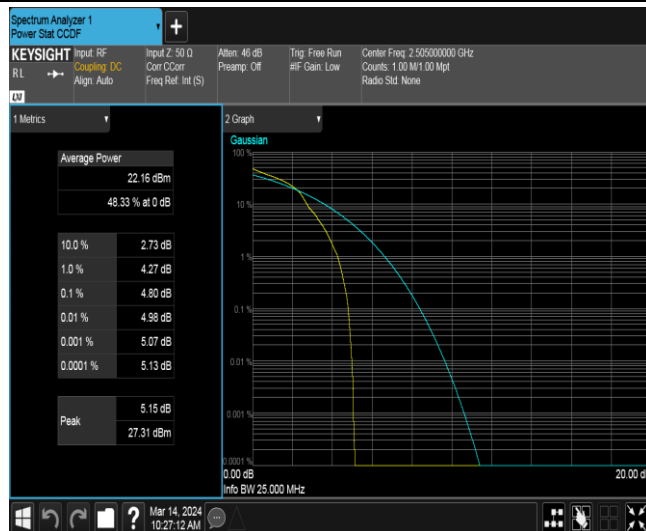 Spectrum Analyzer 1
Power Stat CCDF
KEYSIGHT
RL
Input: RF
Coupling: DC
Align: Auto
Input Z: 50 Ω
Corr CCorr
Freq Ref: Int (S)
Atten: 46 dB
Preamp: Off
Trig: Free Run
#IF Gain: Low
Center Freq: 2.505000000 GHz
Counts: 1.00 M/1.00 Mpt
Radio Std: None
LXI
1 Metrics
Average Power
22.16 dBm
48.33 % at 0 dB
10.0 % 2.73 dB
1.0 % 4.27 dB
0.1 % 4.80 dB
0.01 % 4.98 dB
0.001 % 5.07 dB
0.0001 % 5.13 dB
Peak
5.15 dB
27.31 dBm
2 Graph
Gaussian
100 %
10 %
1 %
0.1 %
0.01 %
0.001 %
0.0001 %
0.00 dB
20.00 d
Info BW 25.000 MHz
?
Mar 14, 2024
10:27:12 AM